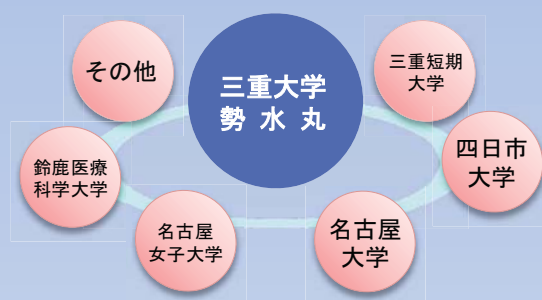 三重大学
勢水丸
その他
三重短期
大学
鈴鹿医療
科学大学
四日市
大学
名古屋
女子大学
名古屋
大学